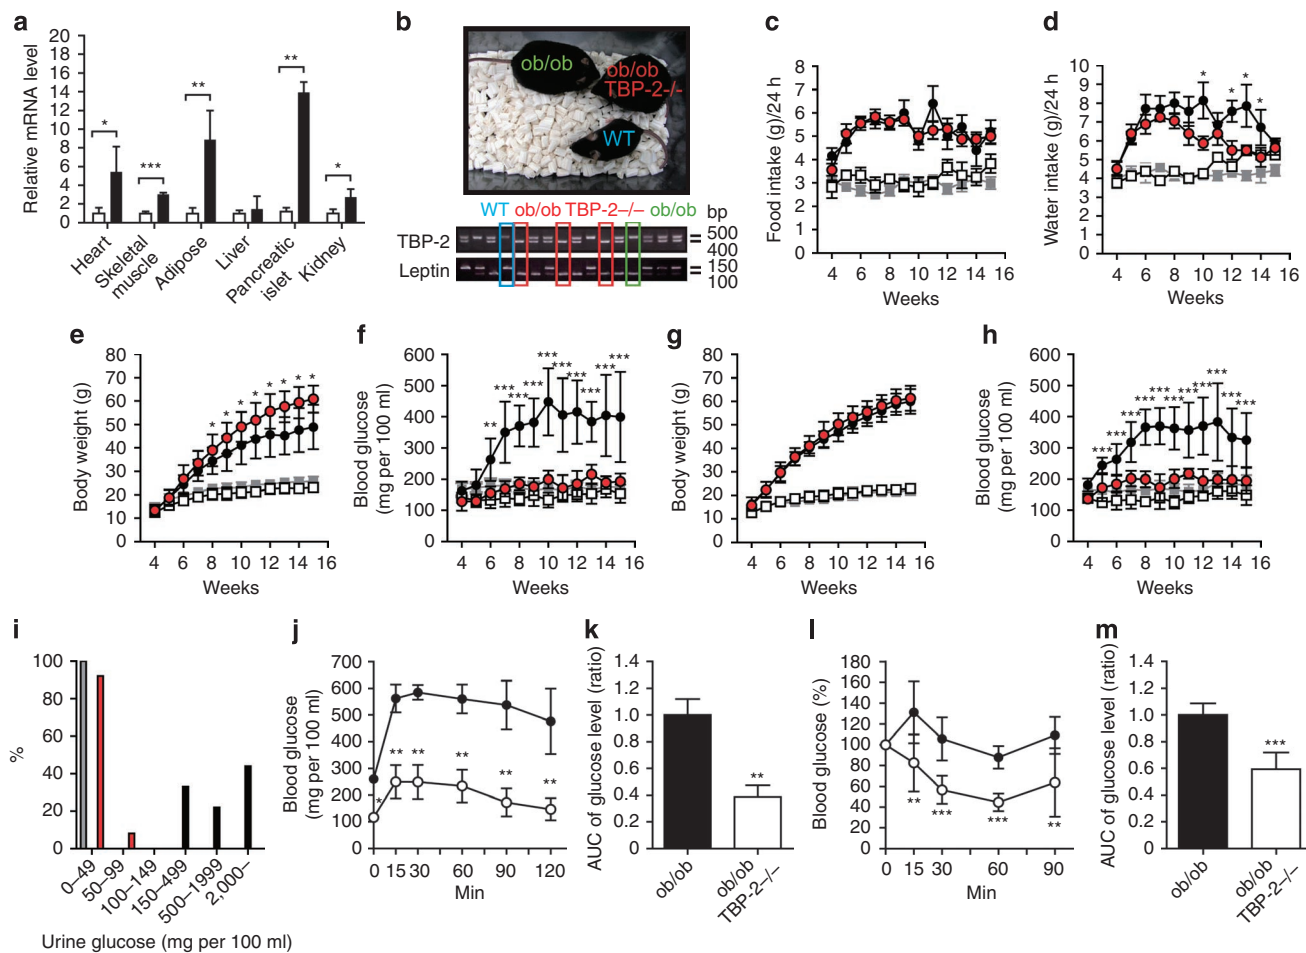 a
Relative mRNA level
20
18
16
14
12
10
8
6
4
2
0
*
***
**
**
*
Heart
Skeletal
muscle
Adipose
Liver
Pancreatic
islet
Kidney
b
ob/ob
ob/ob
TBP-2-/-
WT
WT ob/ob TBP-2–/– ob/ob bp
TBP-2
500
400
Leptin
150
100
c
Food intake (g)/24 h
8
7
6
5
4
3
2
1
0
4 6 8 10 12 14 16
Weeks
d
Water intake (g)/24 h
10
9
8
7
6
5
4
3
2
1
0
* * * *
4 6 8 10 12 14 16
Weeks
e
Body weight (g)
80
70
60
50
40
30
20
10
0
* * * * * * * *
4 6 8 10 12 14 16
Weeks
f
Blood glucose
(mg per 100 ml)
600
500
400
300
200
100
0
** *** *** *** *** *** *** *** *** ***
4 6 8 10 12 14 16
Weeks
g
Body weight (g)
80
70
60
50
40
30
20
10
0
4 6 8 10 12 14 16
Weeks
h
Blood glucose
(mg per 100 ml)
600
500
400
300
200
100
0
*** *** *** *** *** *** *** *** *** *** ***
4 6 8 10 12 14 16
Weeks
i
%
100
80
60
40
20
0
0–49
50–99
100–149
150–499
500–1999
2,000–
Urine glucose (mg per 100 ml)
j
Blood glucose
(mg per 100 ml)
700
600
500
400
300
200
100
0
* ** ** ** ** **
0 15 30 60 90 120
Min
k
AUC of glucose level (ratio)
1.4
1.2
1.0
0.8
0.6
0.4
0.2
0
**
ob/ob
ob/ob
TBP-2–/–
l
Blood glucose (%)
180
160
140
120
100
80
60
40
20
0
** *** *** **
0 15 30 60 90
Min
m
AUC of glucose level (ratio)
1.4
1.2
1.0
0.8
0.6
0.4
0.2
0
***
ob/ob
ob/ob
TBP-2–/–